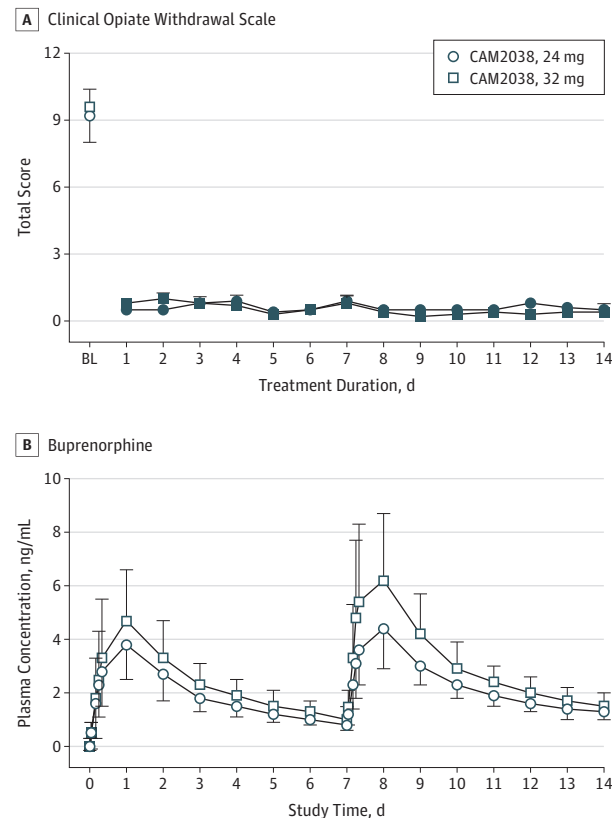 A Clinical Opiate Withdrawal Scale
CAM2038, 24 mg
CAM2038, 32 mg
Total Score
12
9
6
3
0
BL 1 2 3 4 5 6 7 8 9 10 11 12 13 14
Treatment Duration, d
B Buprenorphine
Plasma Concentration, ng/mL
10
8
6
4
2
0
0 1 2 3 4 5 6 7 8 9 10 11 12 13 14
Study Time, d